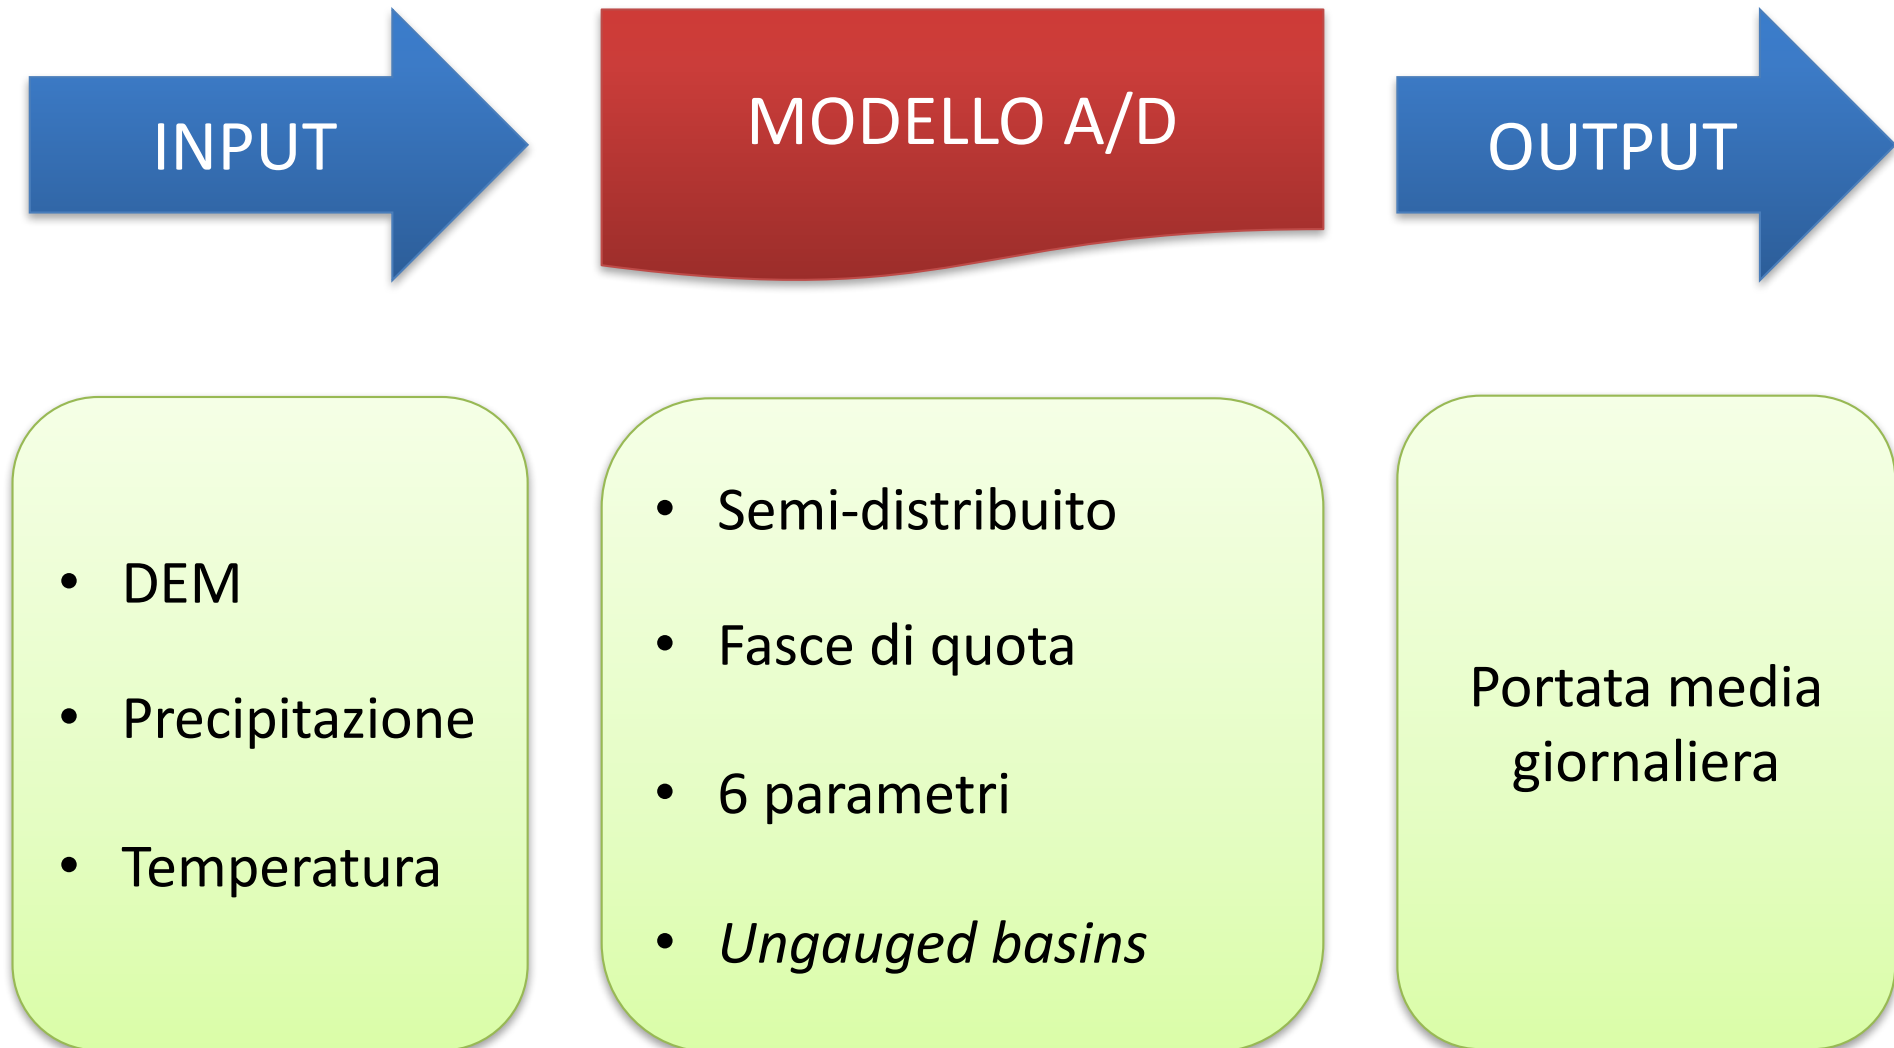 INPUT
MODELLO A/D
OUTPUT
• DEM
• Precipitazione
• Temperatura
• Semi-distribuito
• Fasce di quota
• 6 parametri
• Ungauged basins
Portata media
giornaliera